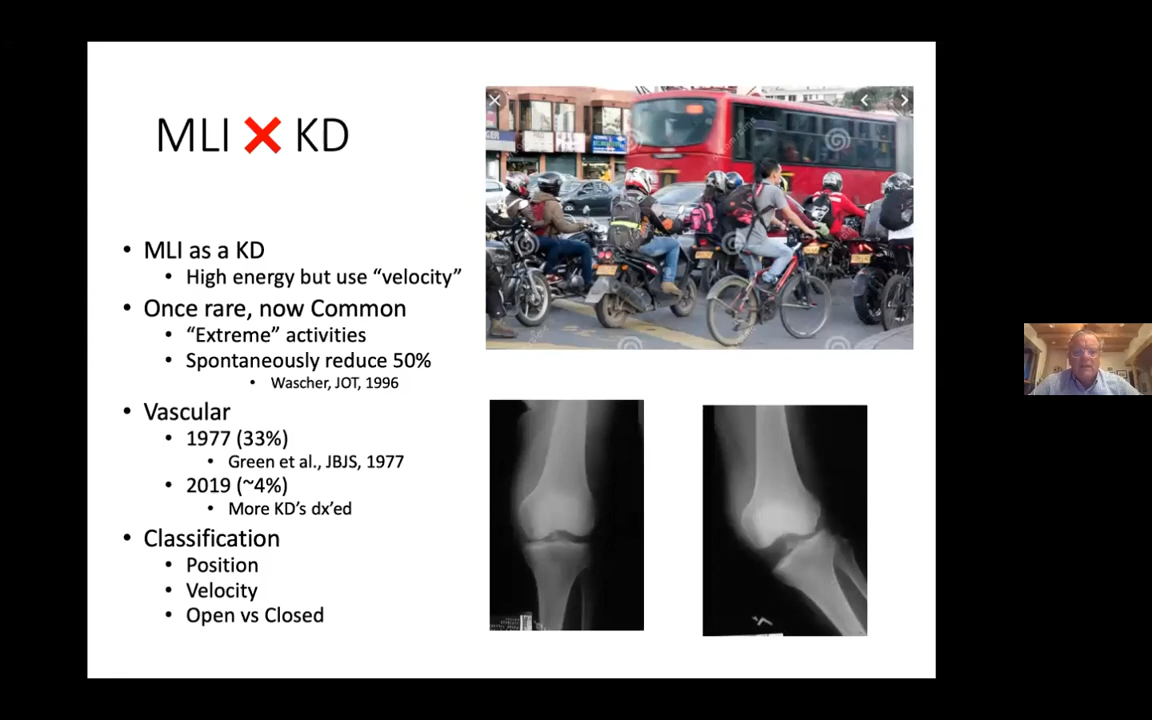 MLI ❌ KD
• MLI as a KD
• High energy but use “velocity”
• Once rare, now Common
• “Extreme” activities
• Spontaneously reduce 50%
• Wascher, JOT, 1996
• Vascular
• 1977 (33%)
• Green et al., JBJS, 1977
• 2019 (~4%)
• More KD’s dx’ed
• Classification
• Position
• Velocity
• Open vs Closed